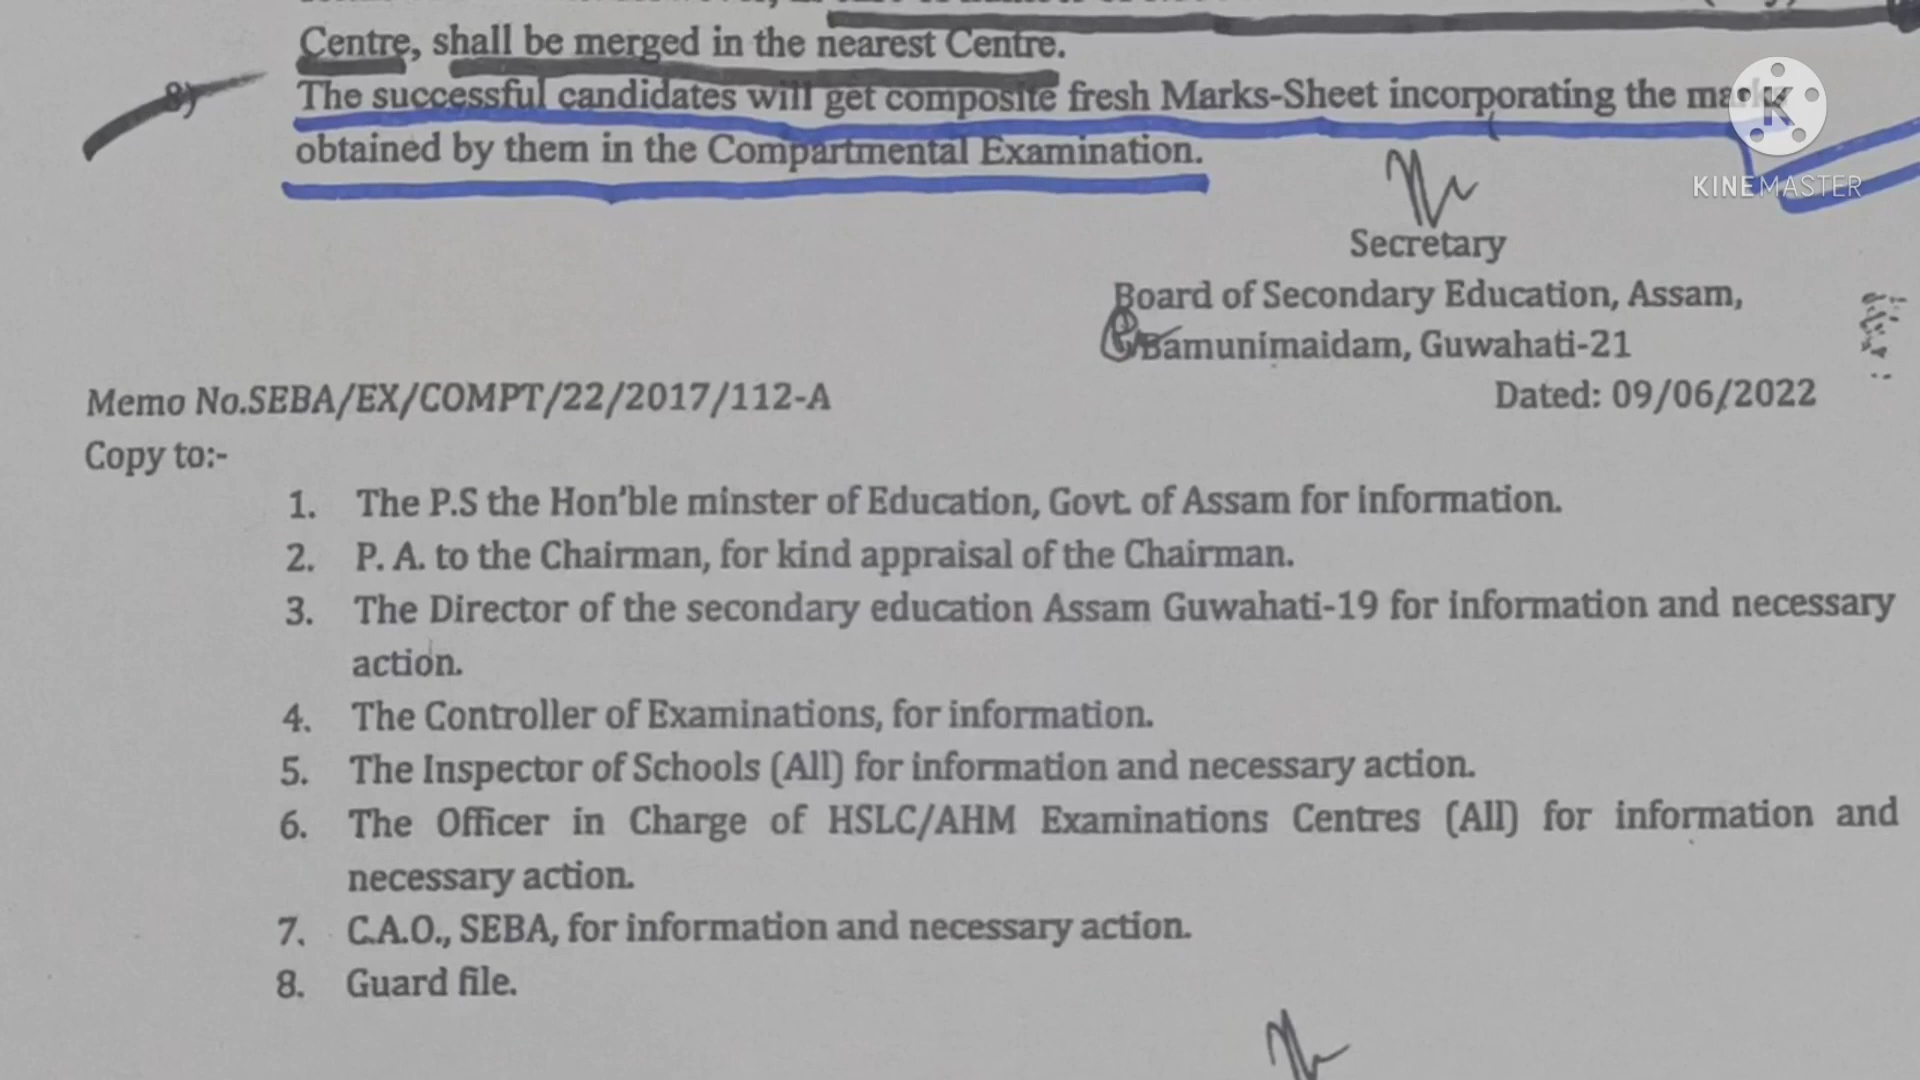 Centre, shall be merged in the nearest Centre.
8) The successful candidates will get composite fresh Marks-Sheet incorporating the marks
obtained by them in the Compartmental Examination.
K
KINEMASTER
Secretary
Board of Secondary Education, Assam,
Bamunimaidam, Guwahati-21
Memo No.SEBA/EX/COMPT/22/2017/112-A
Dated: 09/06/2022
Copy to:-
1. The P.S the Hon'ble minster of Education, Govt. of Assam for information.
2. P. A. to the Chairman, for kind appraisal of the Chairman.
3. The Director of the secondary education Assam Guwahati-19 for information and necessary
action.
4. The Controller of Examinations, for information.
5. The Inspector of Schools (All) for information and necessary action.
6. The Officer in Charge of HSLC/AHM Examinations Centres (All) for information and
necessary action.
7. C.A.O., SEBA, for information and necessary action.
8. Guard file.